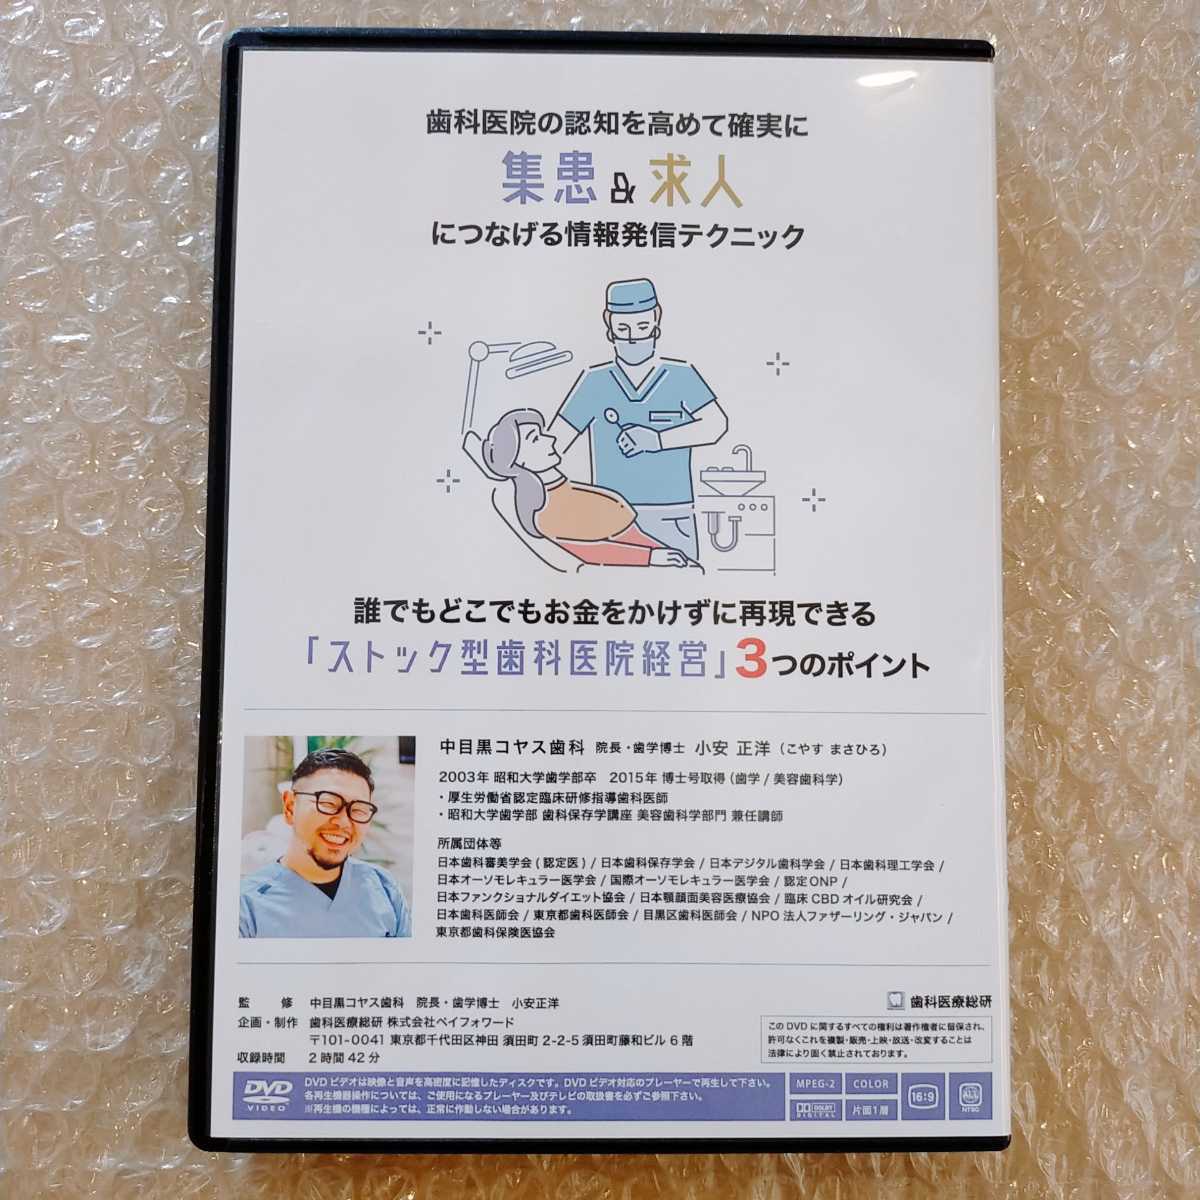 歯科医院の認知を高めて確実に
集患&求人
につなげる情報発信テクニック
誰でもどこでもお金をかけずに再現できる
「ストック型歯科医院経営」3つのポイント
中目黒コヤス歯科 院長・歯学博士 小安 正洋（こやす まさひろ）
2003年 昭和大学歯学部卒 2015年 博士号取得（歯学/美容歯科学）
・厚生労働省認定臨床研修指導歯科医師
・昭和大学歯学部 歯科保存学講座 美容歯科学部門 兼任講師
所属団体等
日本歯科審美学会(認定医) / 日本歯科保存学会 / 日本デジタル歯科学会 / 日本歯科理工学会 /
日本オーソモレキュラー医学会 / 国際オーソモレキュラー医学会 / 認定ONP /
日本ファンクショナルダイエット協会 / 日本顎顔面美容医療協会 / 臨床CBDオイル研究会 /
日本歯科医師会 / 東京都歯科医師会 / 目黒区歯科医師会 / NPO法人ファザーリング・ジャパン /
東京都歯科保険医協会
監 修 中目黒コヤス歯科 院長・歯学博士 小安正洋
企画・制作 歯科医療総研 株式会社ペイフォワード
〒101-0041 東京都千代田区神田 須田町 2-2-5 須田町藤和ビル 6 階
収録時間 2 時間 42 分
歯科医療総研
この DVD に関するすべての権利は著作権者に留保され、
許可なくこれを複製・販売・上映・放送・改変することは
法律により固く禁止されております。
DVD VIDEO
DVDビデオは映像と音声を高密度に記憶したディスクです。DVDビデオ対応のプレーヤーで再生して下さい。
各再生機器操作については、ご使用になるプレーヤー及びテレビの取扱書を必ずご参照下さい。
※再生機の機種によっては、正常に作動しない場合があります。
MPEG-2
COLOR
DOLBY DIGITAL
片面1層
16:9
ALL
NTSC